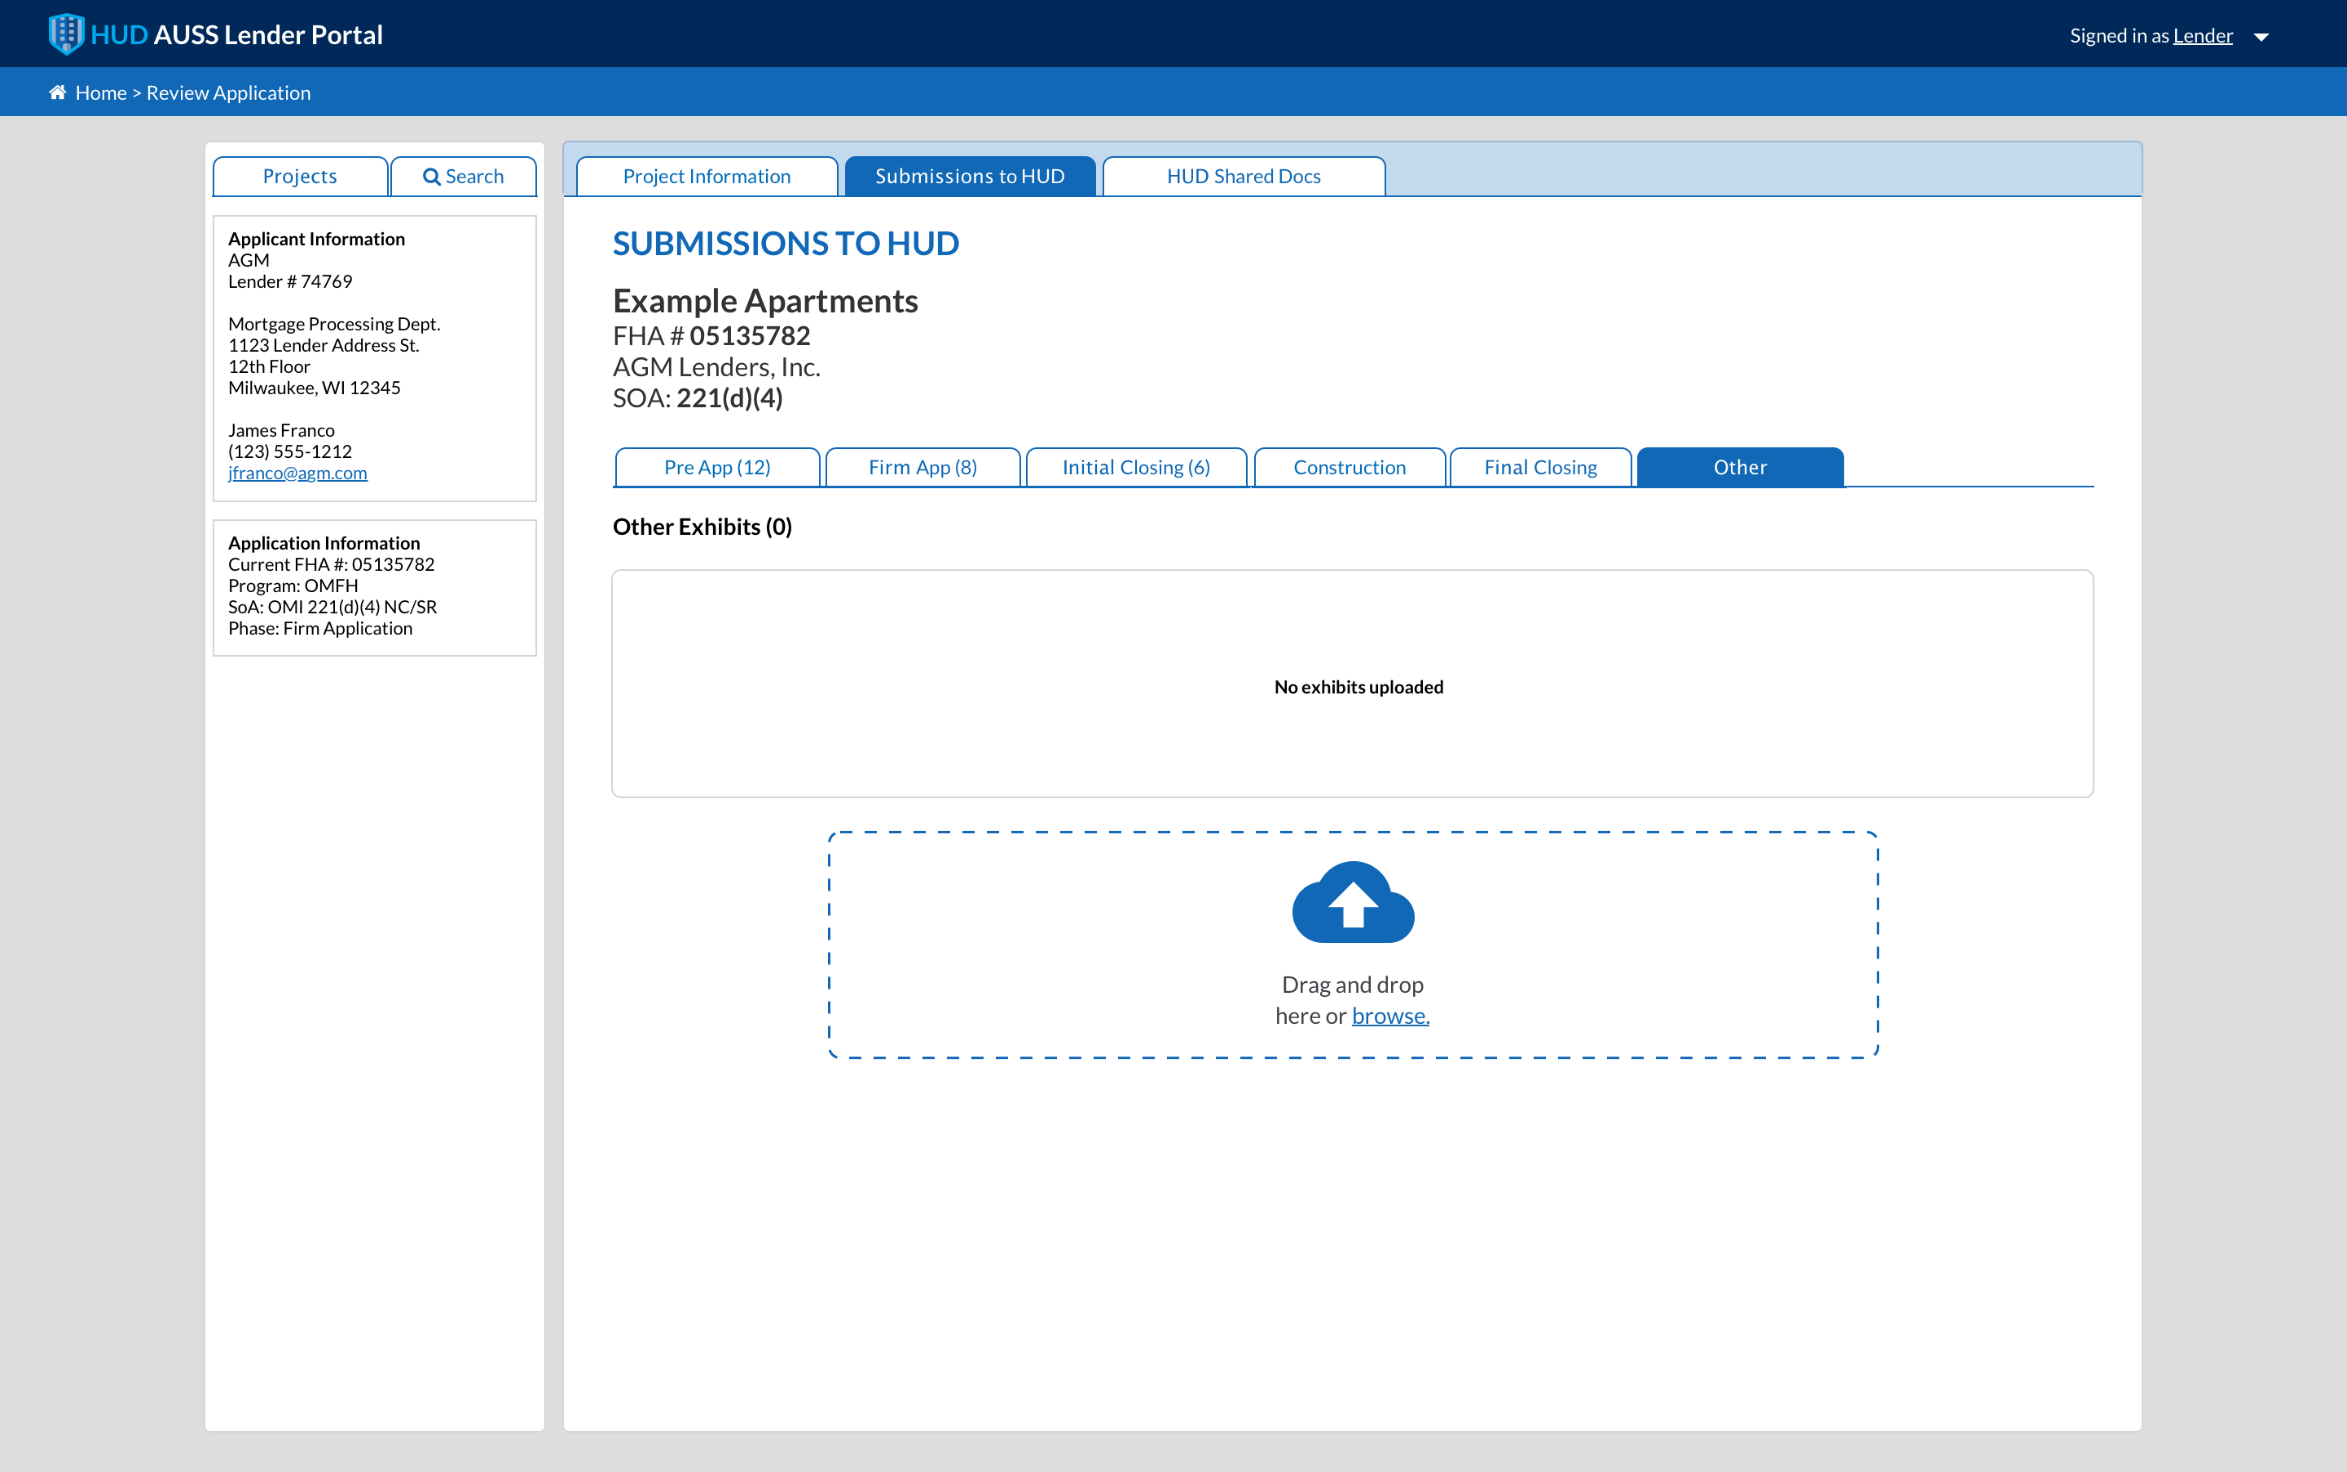 HUD AUSS Lender Portal
Signed in as Lender
Home > Review Application
Projects
Search
Applicant Information
AGM
Lender # 74769
Mortgage Processing Dept.
1123 Lender Address St.
12th Floor
Milwaukee, WI 12345
James Franco
(123) 555-1212
jfranco@agm.com
Application Information
Current FHA #: 05135782
Program: OMFH
SoA: OMI 221(d)(4) NC/SR
Phase: Firm Application
Project Information
Submissions to HUD
HUD Shared Docs
SUBMISSIONS TO HUD
Example Apartments
FHA # 05135782
AGM Lenders, Inc.
SOA: 221(d)(4)
Pre App (12)
Firm App (8)
Initial Closing (6)
Construction
Final Closing
Other
Other Exhibits (0)
No exhibits uploaded
Drag and drop
here or browse.